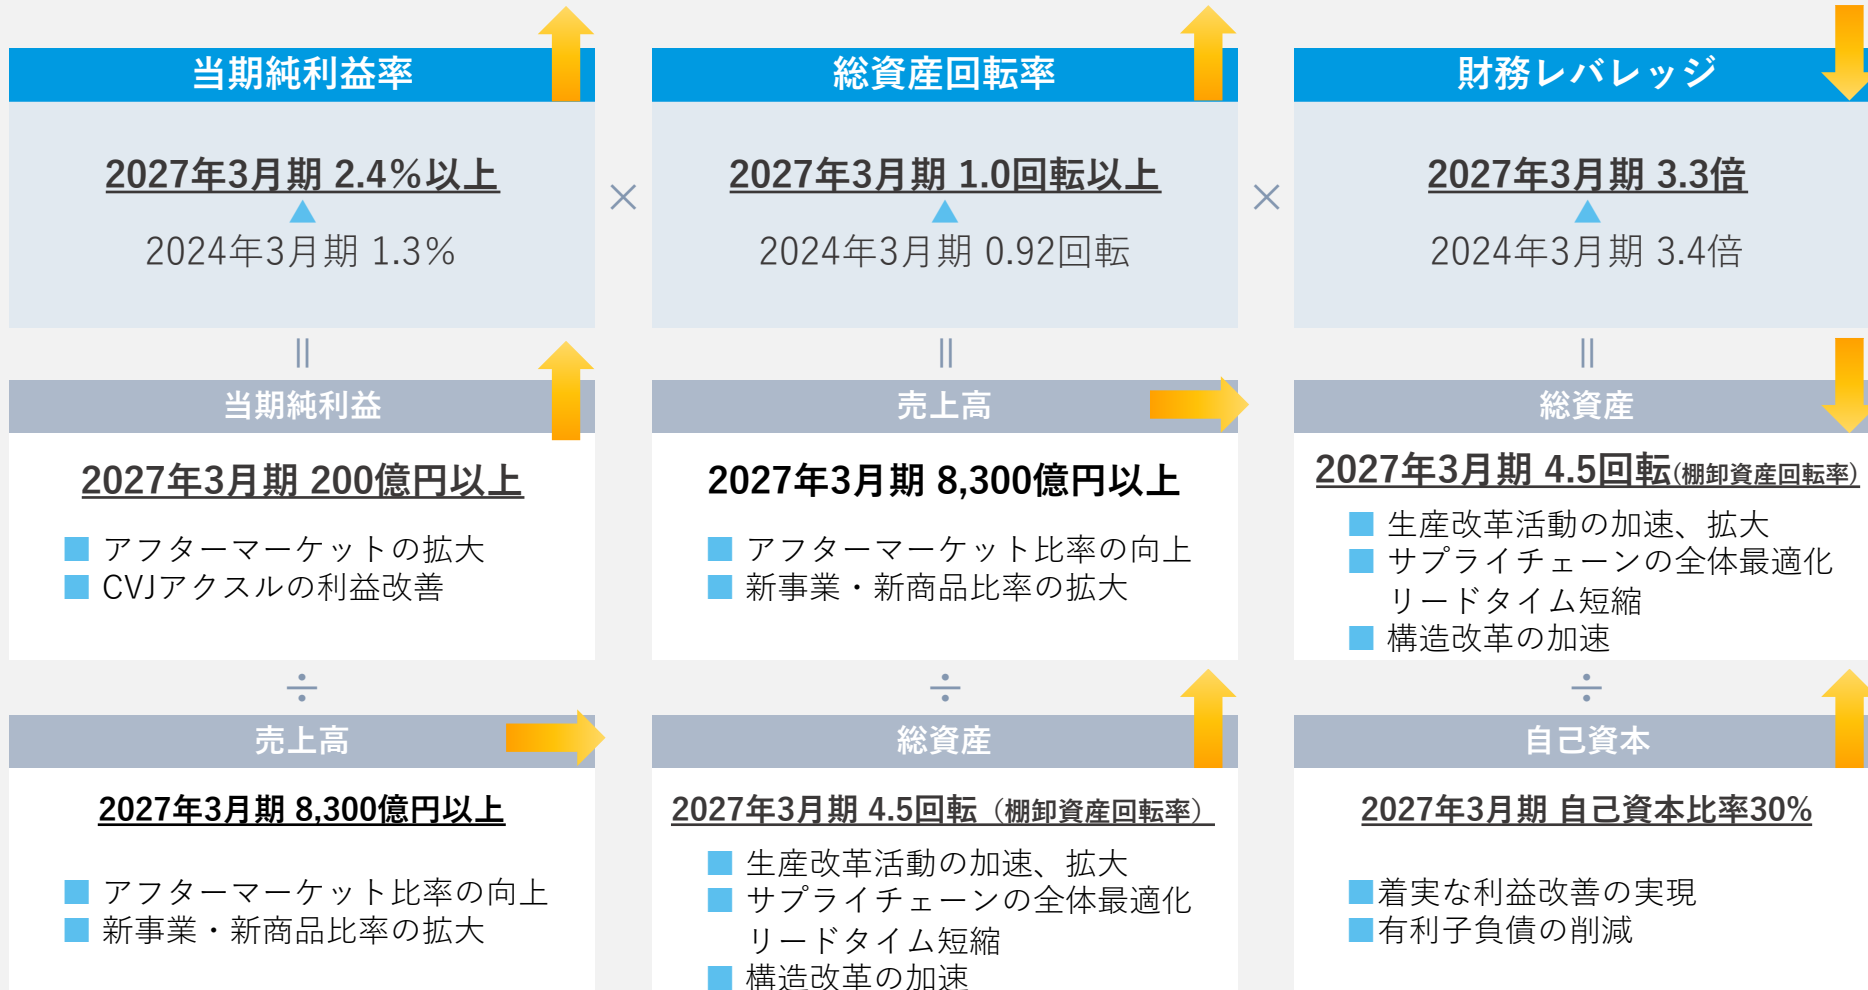 当期純利益率
2027年3月期 2.4%以上
2024年3月期 1.3%
×
総資産回転率
2027年3月期 1.0回転以上
2024年3月期 0.92回転
×
財務レバレッジ
2027年3月期 3.3倍
2024年3月期 3.4倍
=
当期純利益
2027年3月期 200億円以上
■ アフターマーケットの拡大
■ CVJアクスルの利益改善
=
売上高
2027年3月期 8,300億円以上
■ アフターマーケット比率の向上
■ 新事業・新商品比率の拡大
=
総資産
2027年3月期 4.5回転(棚卸資産回転率)
■ 生産改革活動の加速、拡大
■ サプライチェーンの全体最適化
リードタイム短縮
■ 構造改革の加速
÷
売上高
2027年3月期 8,300億円以上
■ アフターマーケット比率の向上
■ 新事業・新商品比率の拡大
÷
総資産
2027年3月期 4.5回転（棚卸資産回転率）
■ 生産改革活動の加速、拡大
■ サプライチェーンの全体最適化
リードタイム短縮
■ 構造改革の加速
÷
自己資本
2027年3月期 自己資本比率30%
■着実な利益改善の実現
■有利子負債の削減